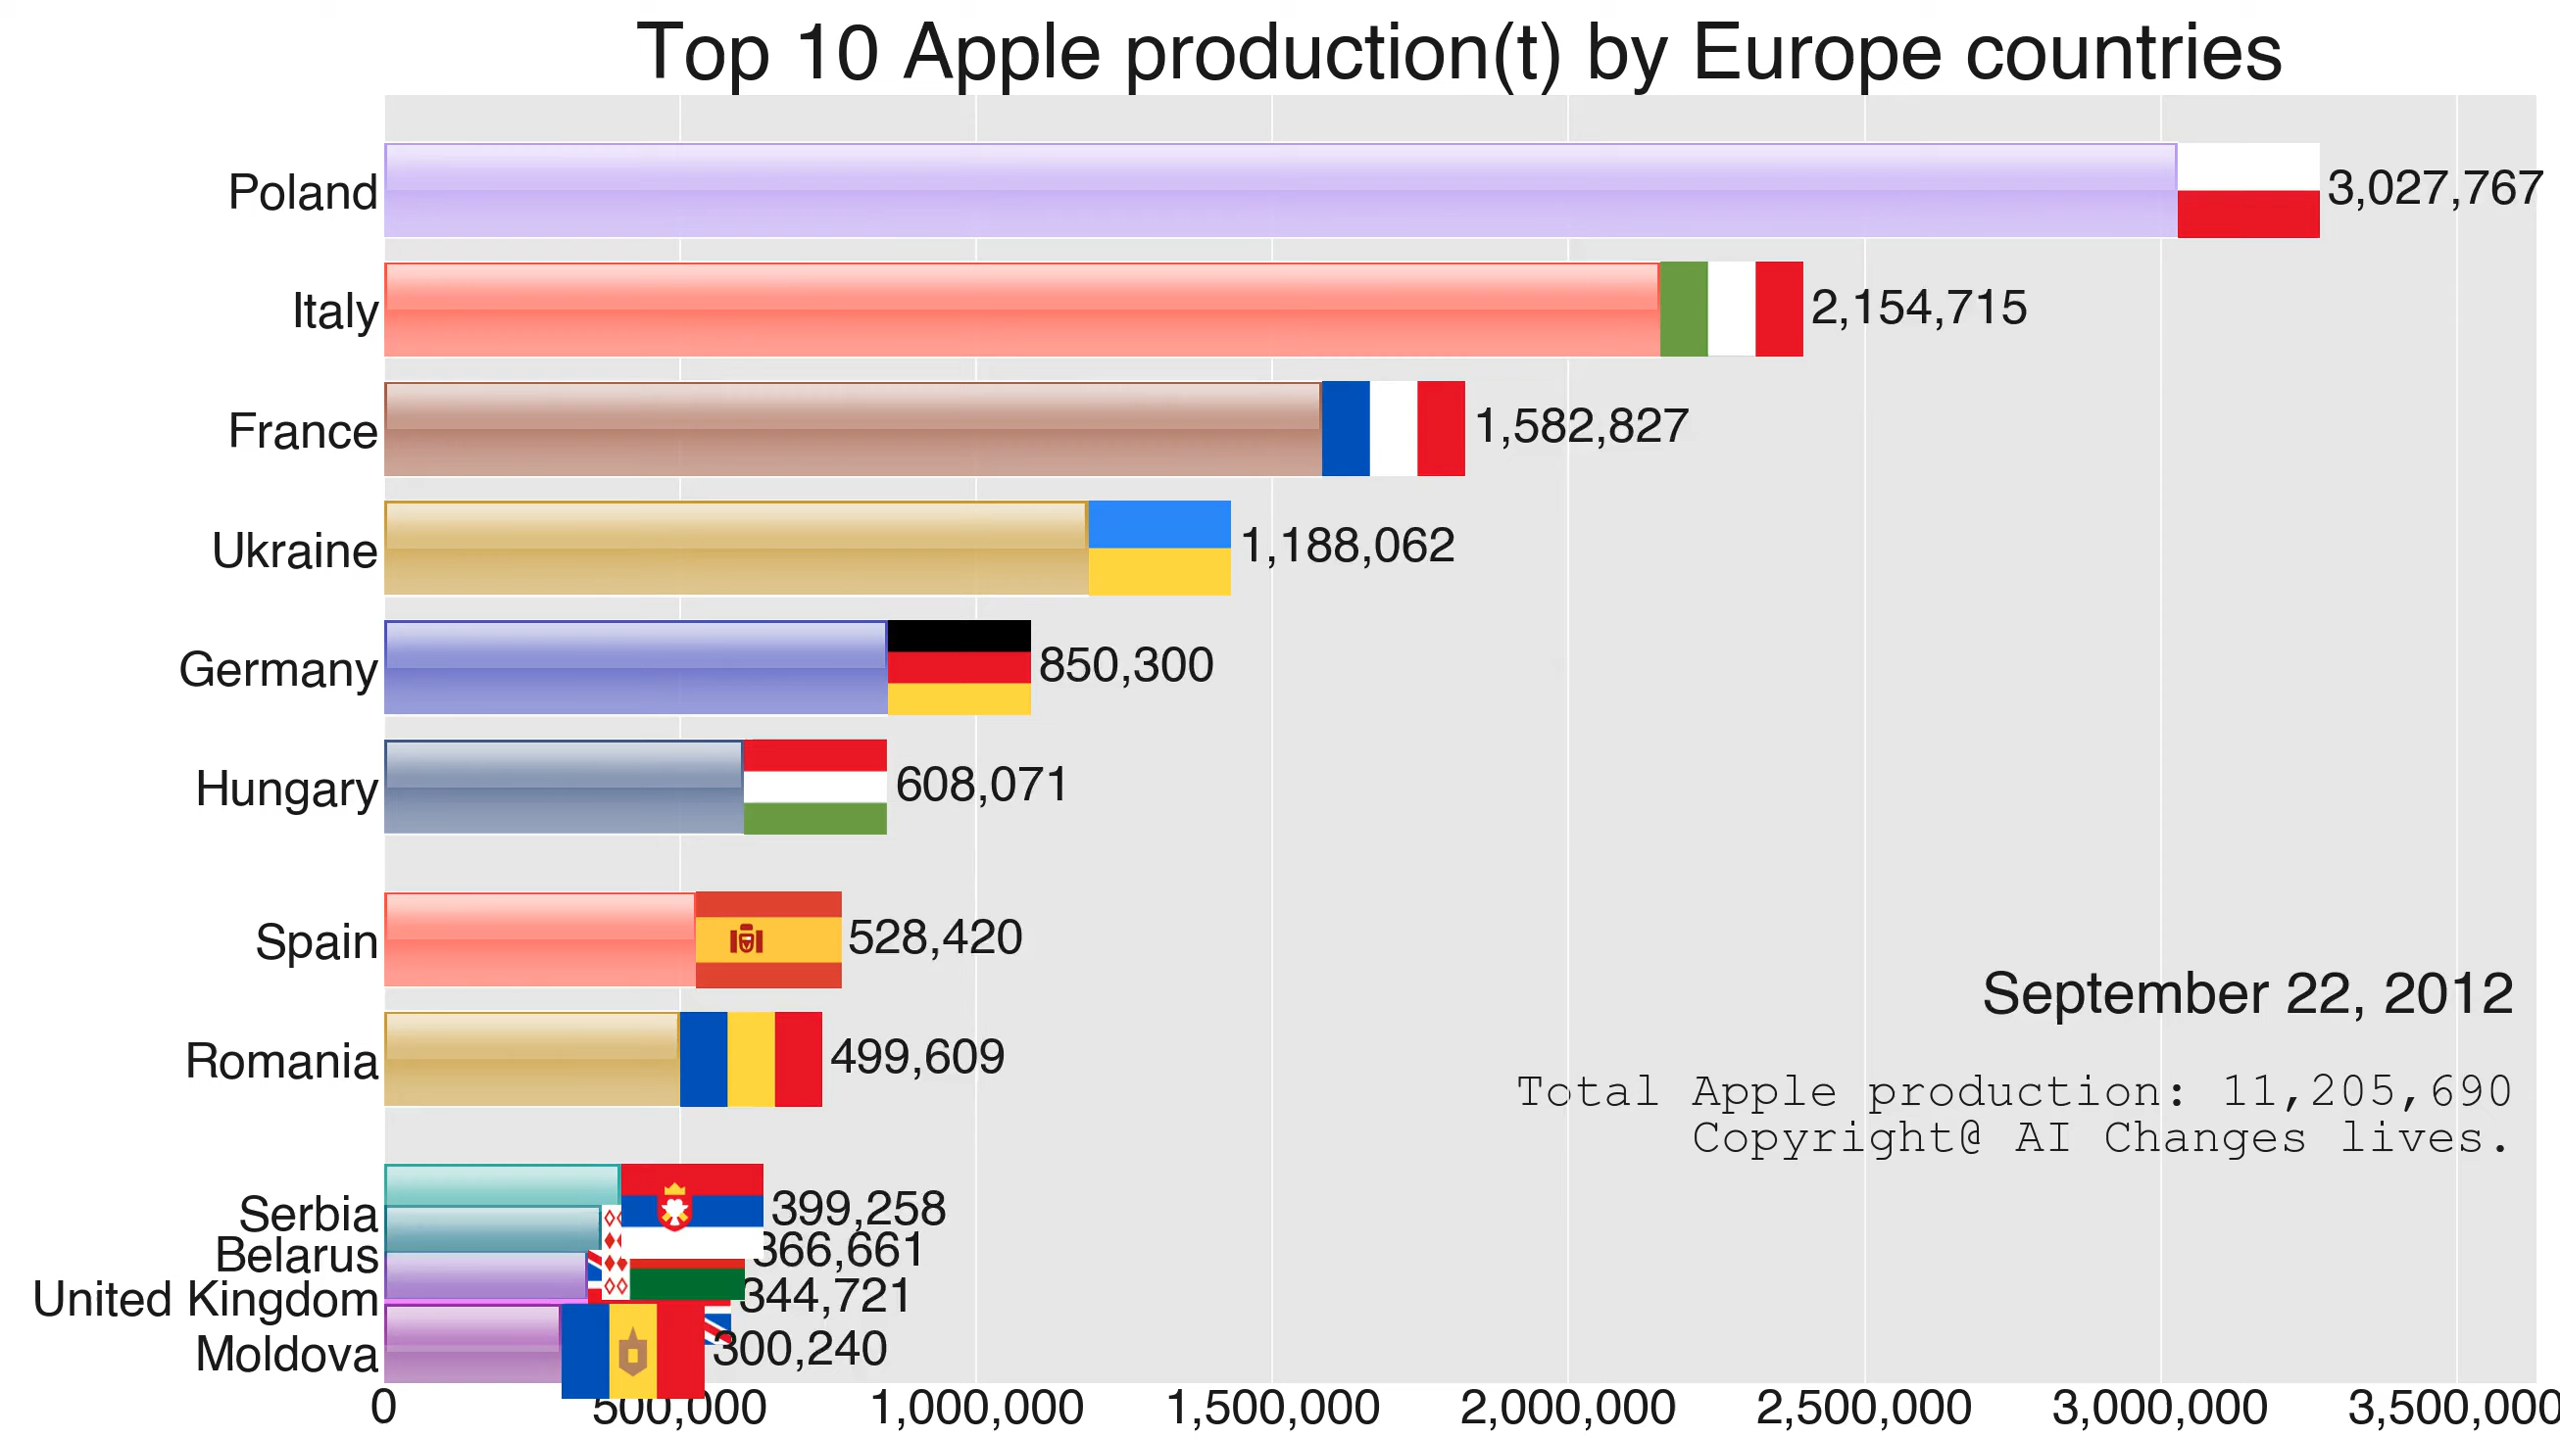 Top 10 Apple production(t) by Europe countries
Poland 3,027,767
Italy 2,154,715
France 1,582,827
Ukraine 1,188,062
Germany 850,300
Hungary 608,071
Spain 528,420
September 22, 2012
Romania 499,609
Total Apple production: 11,205,690
Copyright@ AI Changes lives.
Serbia 399,258
Belarus 366,661
United Kingdom 344,721
Moldova 300,240
0 500,000 1,000,000 1,500,000 2,000,000 2,500,000 3,000,000 3,500,000